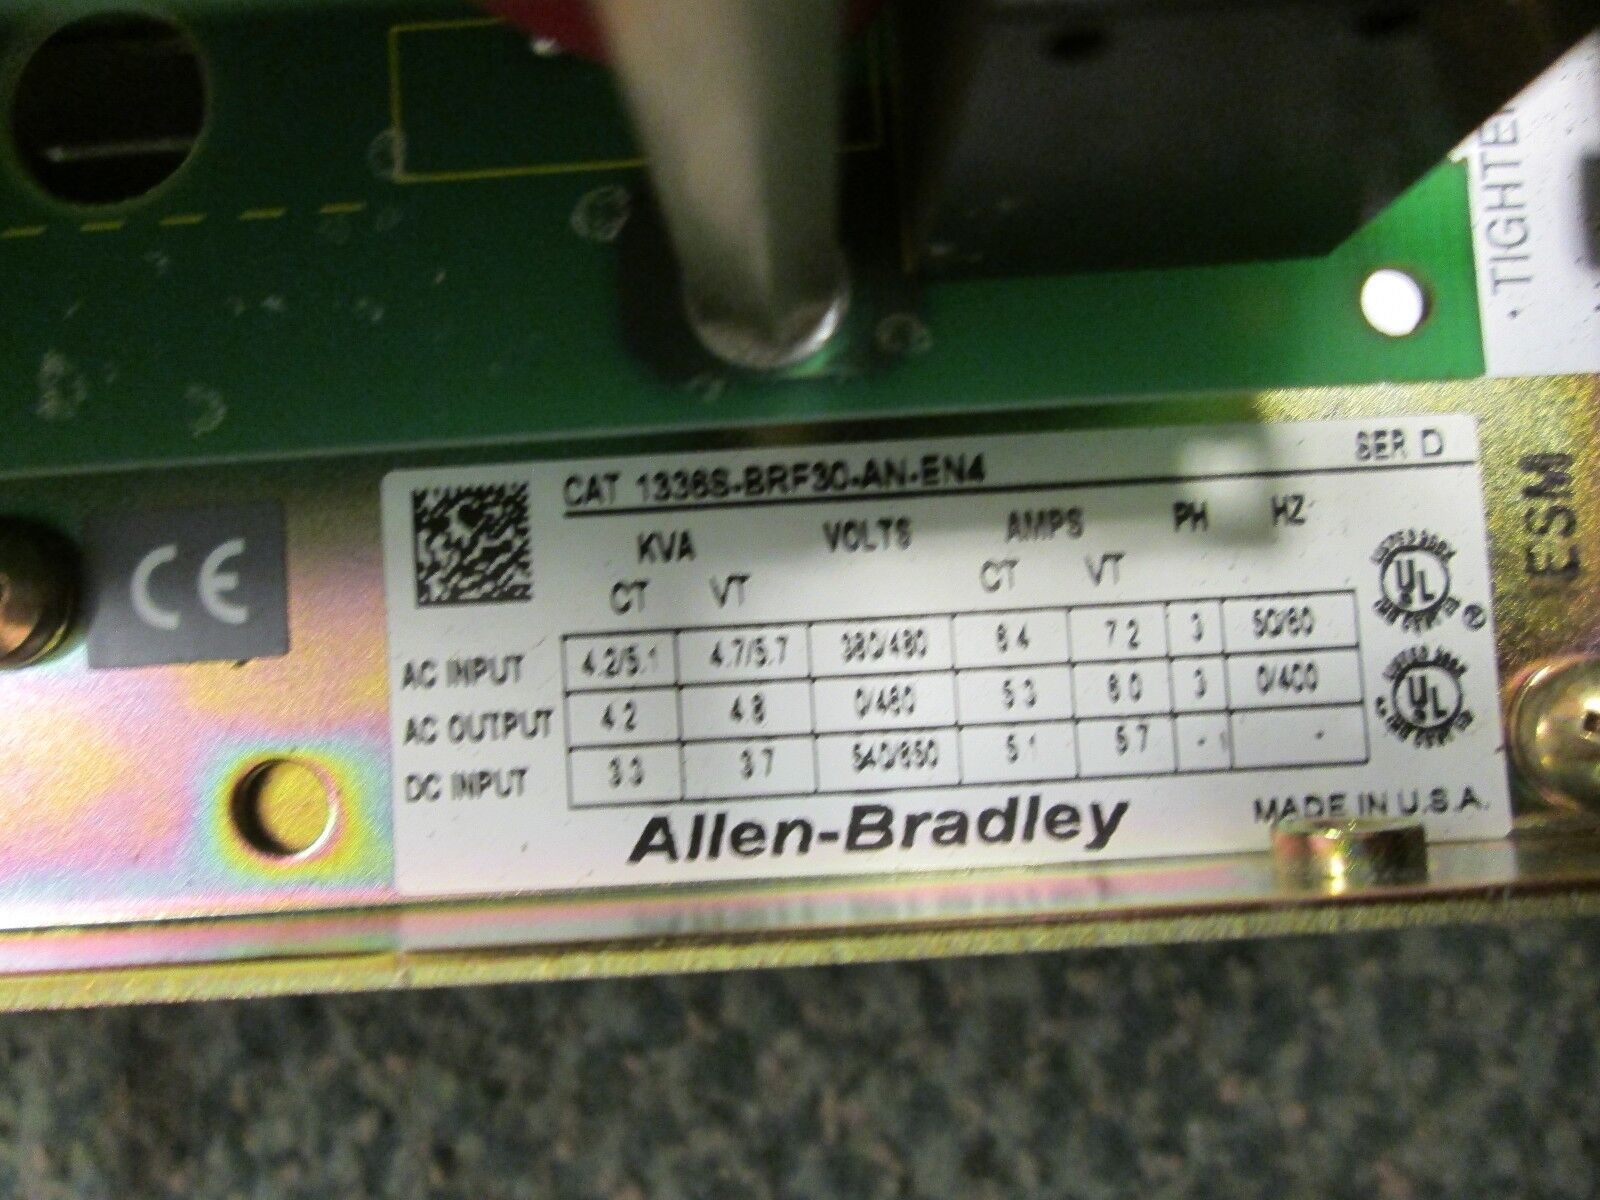 · TIGHTEN
CAT 1336S-BRF30-AN-EN4 SER D
KVA VOLTS AMPS PH HZ
CT VT CT VT
AC INPUT 4.2/5.1 4.7/5.7 380/480 6.4 7.2 3 50/60
AC OUTPUT 4.2 4.8 0/460 5.3 6.0 3 0/400
DC INPUT 3.3 3.7 540/650 5.1 5.7 - -
Allen-Bradley MADE IN U.S.A.
CE
UL
UL
ESM